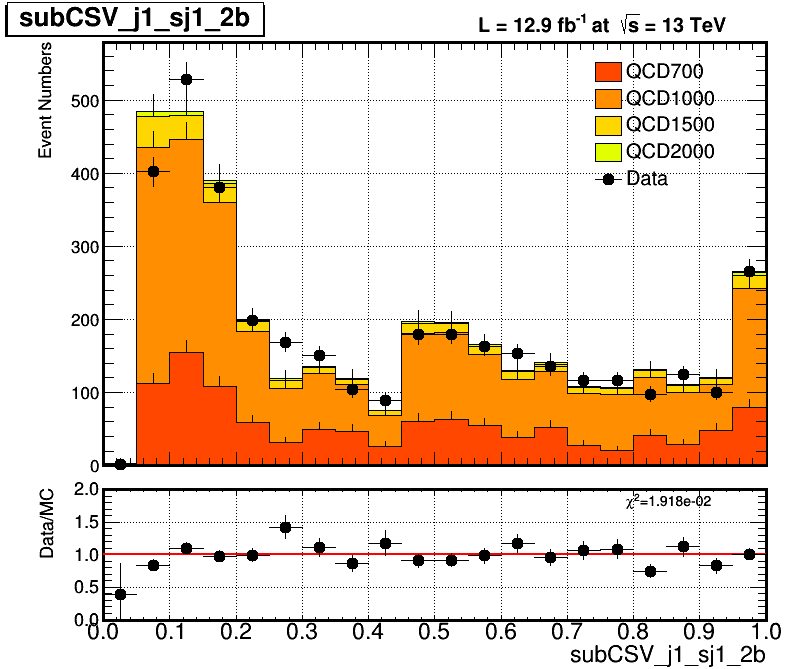 subCSV_j1_sj1_2b
L = 12.9 fb-1 at √s = 13 TeV
Event Numbers
QCD700
QCD1000
QCD1500
QCD2000
Data
500
400
300
200
100
0
Data/MC
χ2=1.918e-02
2.0
1.5
1.0
0.5
0.0
0.0 0.1 0.2 0.3 0.4 0.5 0.6 0.7 0.8 0.9 1.0
subCSV_j1_sj1_2b